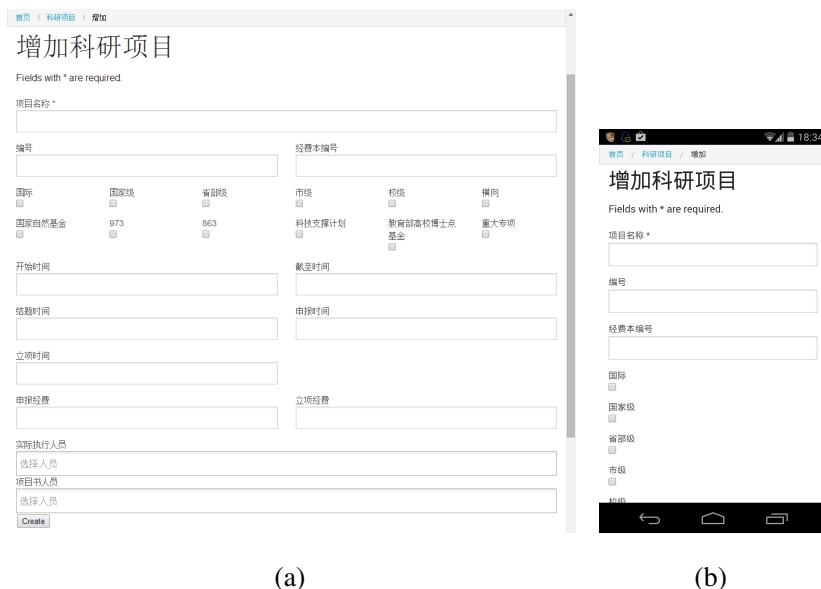 首页 / 科研项目 / 增加
增加科研项目
Fields with * are required.
项目名称 *
编号 经费本编号
国际 国家级 省部级 市级 校级 横向
国家自然基金 973 863 科技支撑计划 教育部高校博士点基金 重大专项
开始时间 截至时间
结题时间 申报时间
立项时间
申报经费 立项经费
实际执行人员
选择人员
项目书人员
选择人员
Create
(a)
18:34
首页 / 科研项目 / 增加
增加科研项目
Fields with * are required.
项目名称 *
编号
经费本编号
国际
国家级
省部级
市级
校级
(b)